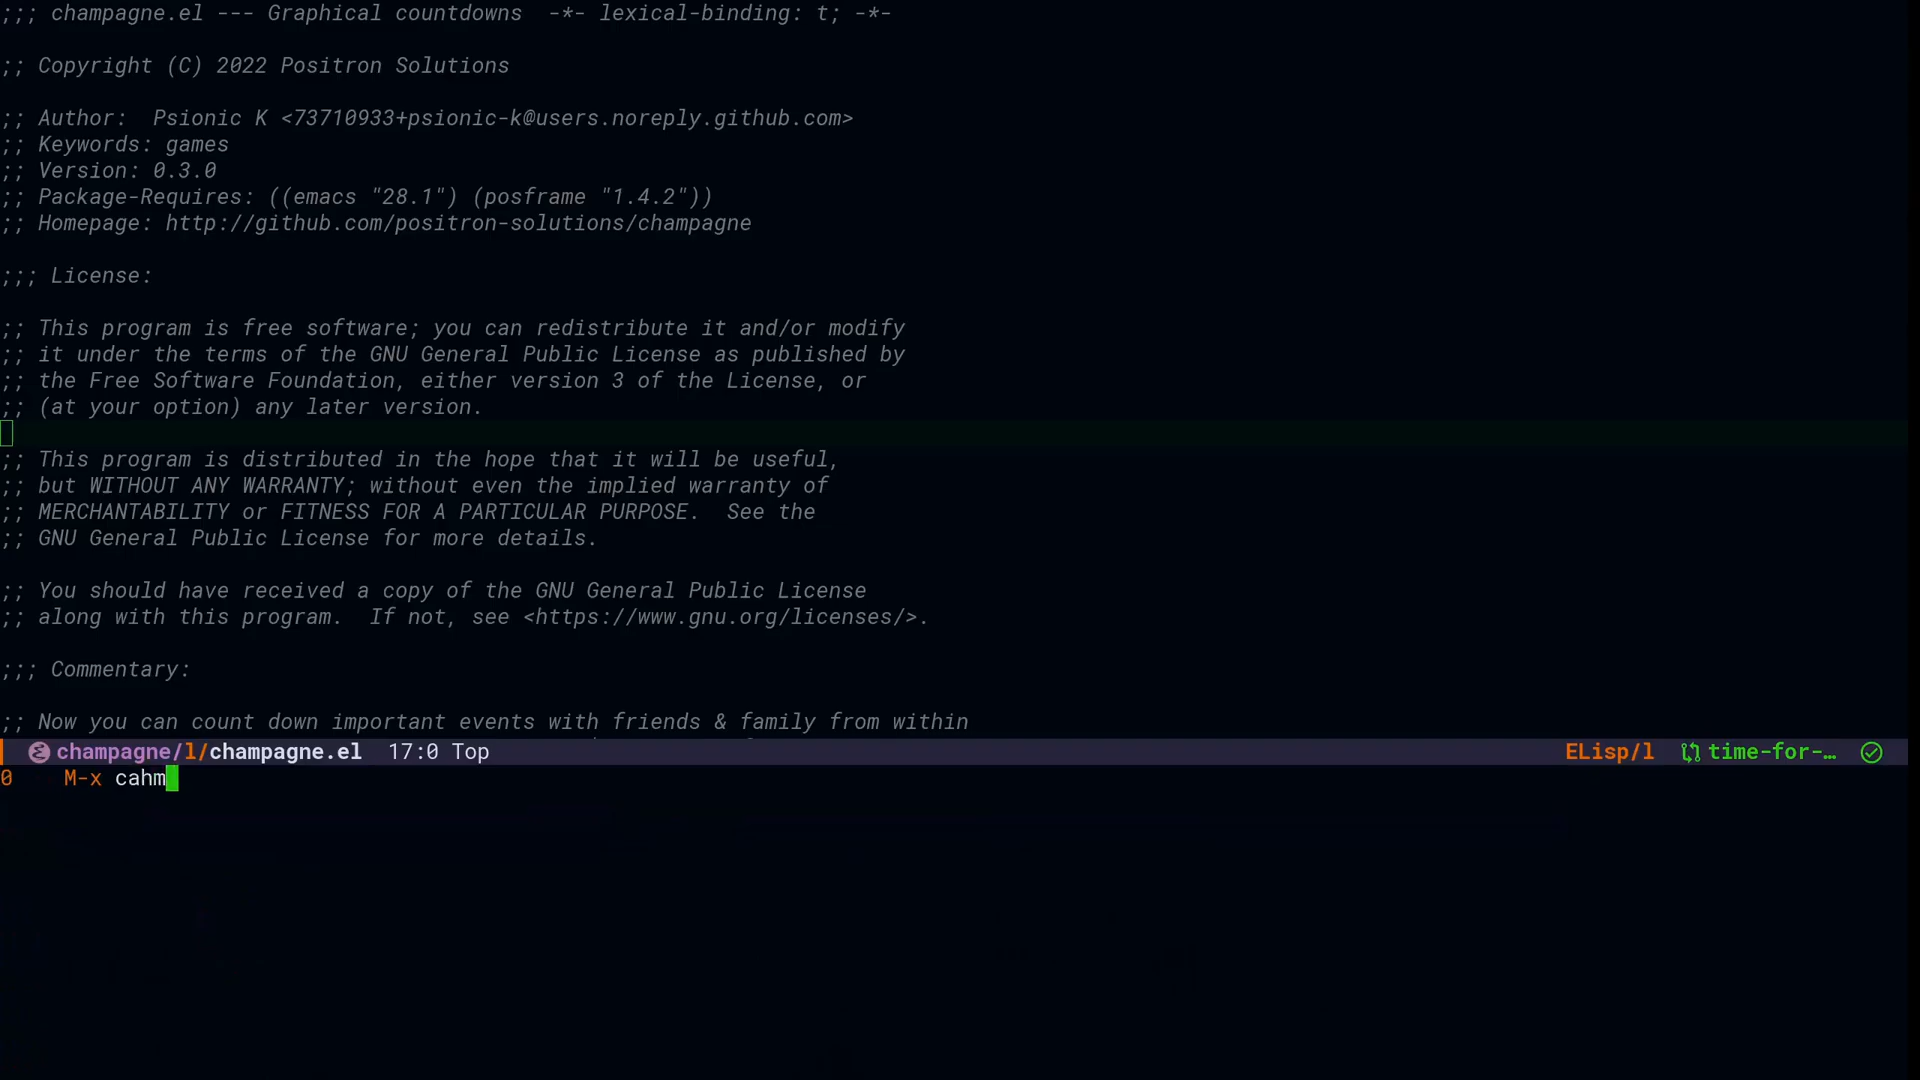 ;;; champagne.el --- Graphical countdowns  -*- lexical-binding: t; -*-
;; Copyright (C) 2022 Positron Solutions
;; Author:  Psionic K <73710933+psionic-k@users.noreply.github.com>
;; Keywords: games
;; Version: 0.3.0
;; Package-Requires: ((emacs "28.1") (posframe "1.4.2"))
;; Homepage: http://github.com/positron-solutions/champagne
;;; License:
;; This program is free software; you can redistribute it and/or modify
;; it under the terms of the GNU General Public License as published by
;; the Free Software Foundation, either version 3 of the License, or
;; (at your option) any later version.
;; This program is distributed in the hope that it will be useful,
;; but WITHOUT ANY WARRANTY; without even the implied warranty of
;; MERCHANTABILITY or FITNESS FOR A PARTICULAR PURPOSE.  See the
;; GNU General Public License for more details.
;; You should have received a copy of the GNU General Public License
;; along with this program.  If not, see <https://www.gnu.org/licenses/>.
;;; Commentary:
;; Now you can count down important events with friends & family from within
champagne/l/champagne.el  17:0 Top  ELisp/l  time-for-…
0  M-x cahm